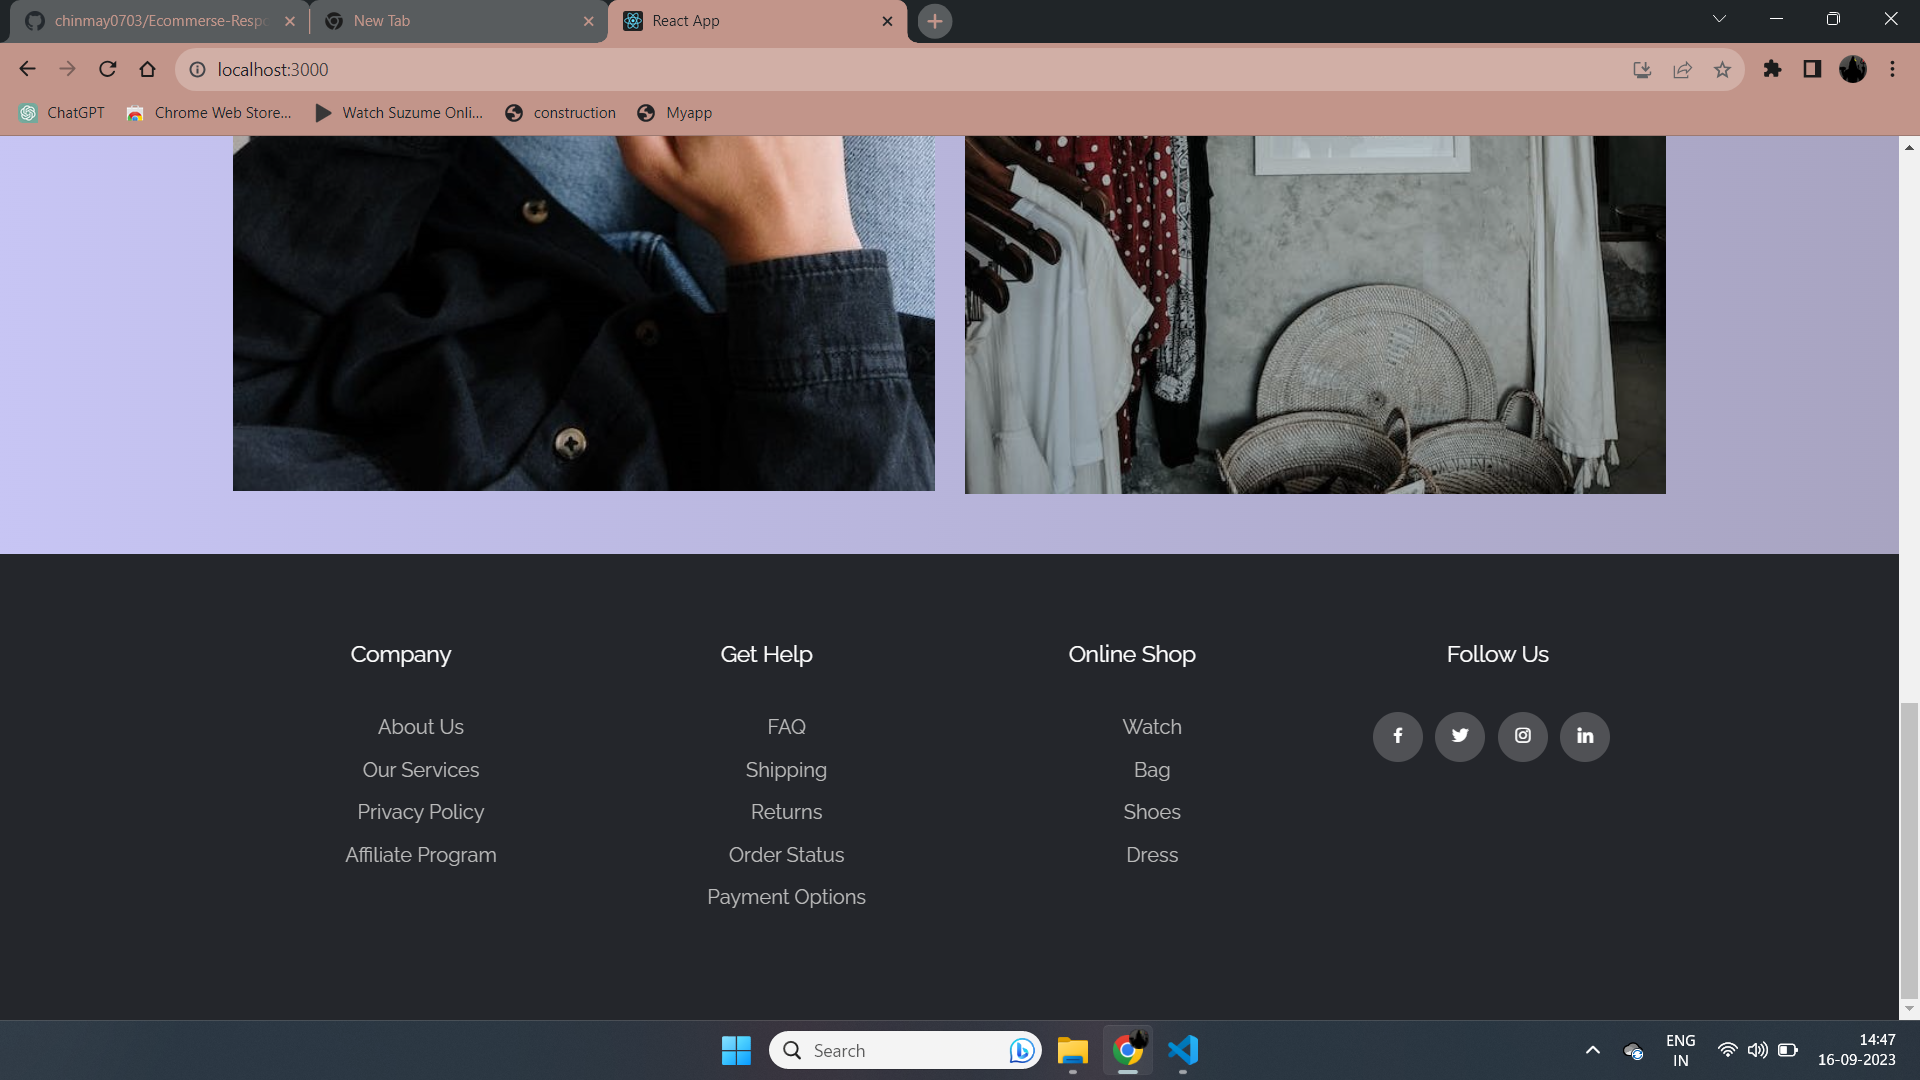 chinmay0703/Ecommerse-Respo
New Tab
React App
localhost:3000
ChatGPT
Chrome Web Store...
Watch Suzume Onli...
construction
Myapp
Company
Get Help
Online Shop
Follow Us
About Us
FAQ
Watch
Our Services
Shipping
Bag
Privacy Policy
Returns
Shoes
Affiliate Program
Order Status
Dress
Payment Options
Search
ENG
IN
14:47
16-09-2023